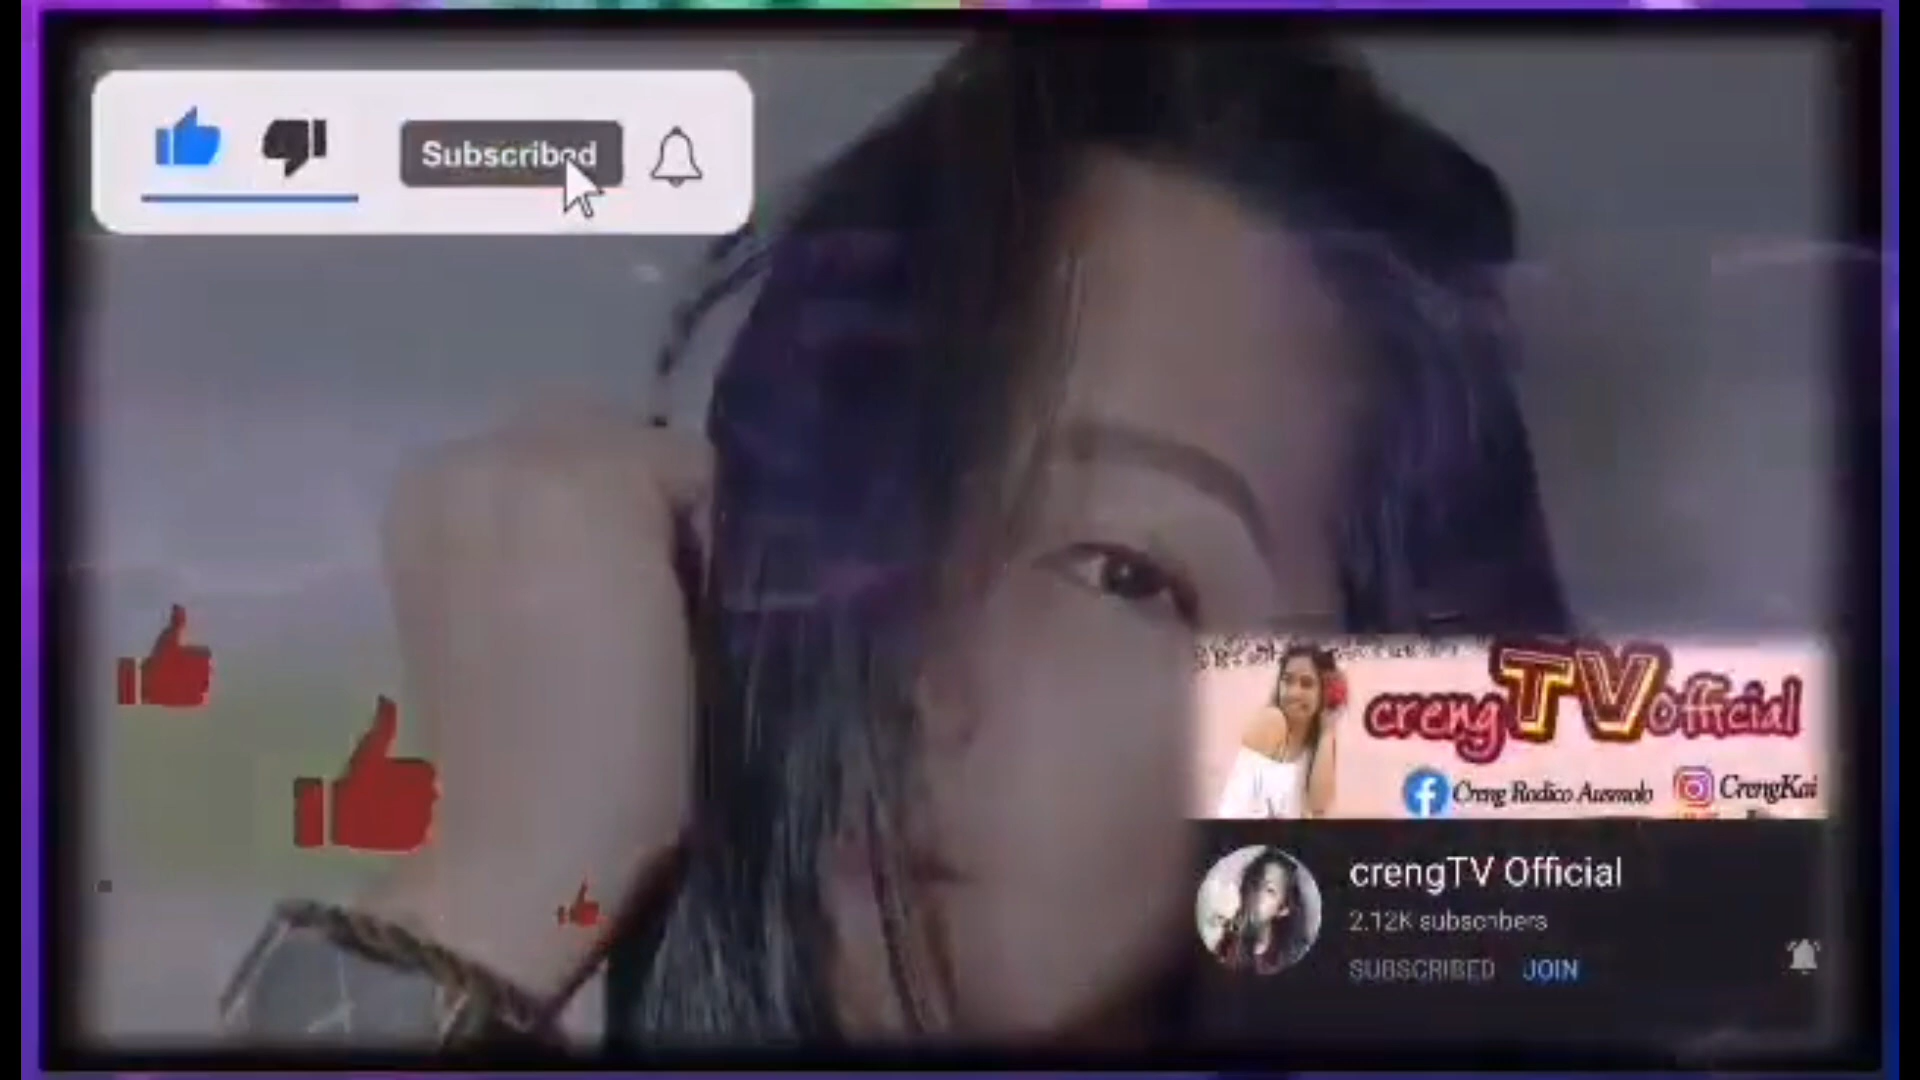 Subscribed
crengTVofficial
Creng Rodico Ausmolo CrengKai
crengTV Official
2.12K subscribers
SUBSCRIBED JOIN